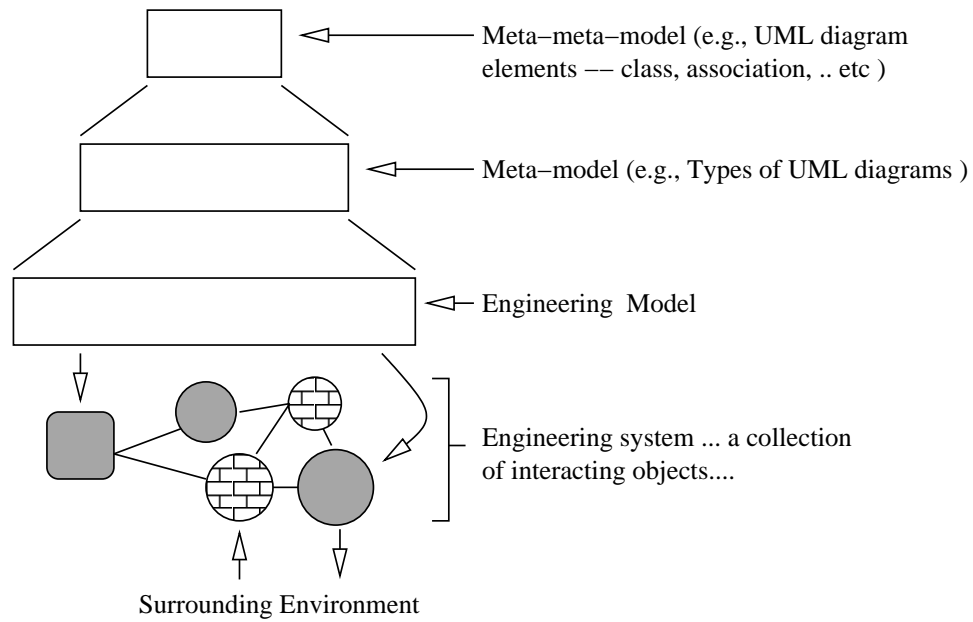 Meta−meta−model (e.g., UML diagram
elements −− class, association, .. etc )
Meta−model (e.g., Types of UML diagrams )
Engineering Model
Engineering system ... a collection
of interacting objects....
Surrounding Environment